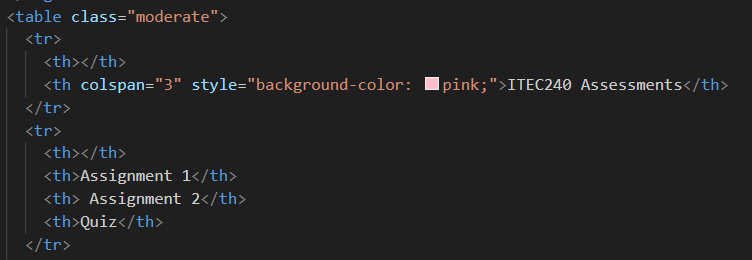 <table class="moderate">
<tr>
<th></th>
<th colspan="3" style="background-color: pink;">ITEC240 Assessments</th>
</tr>
<tr>
<th></th>
<th>Assignment 1</th>
<th> Assignment 2</th>
<th>Quiz</th>
</tr>